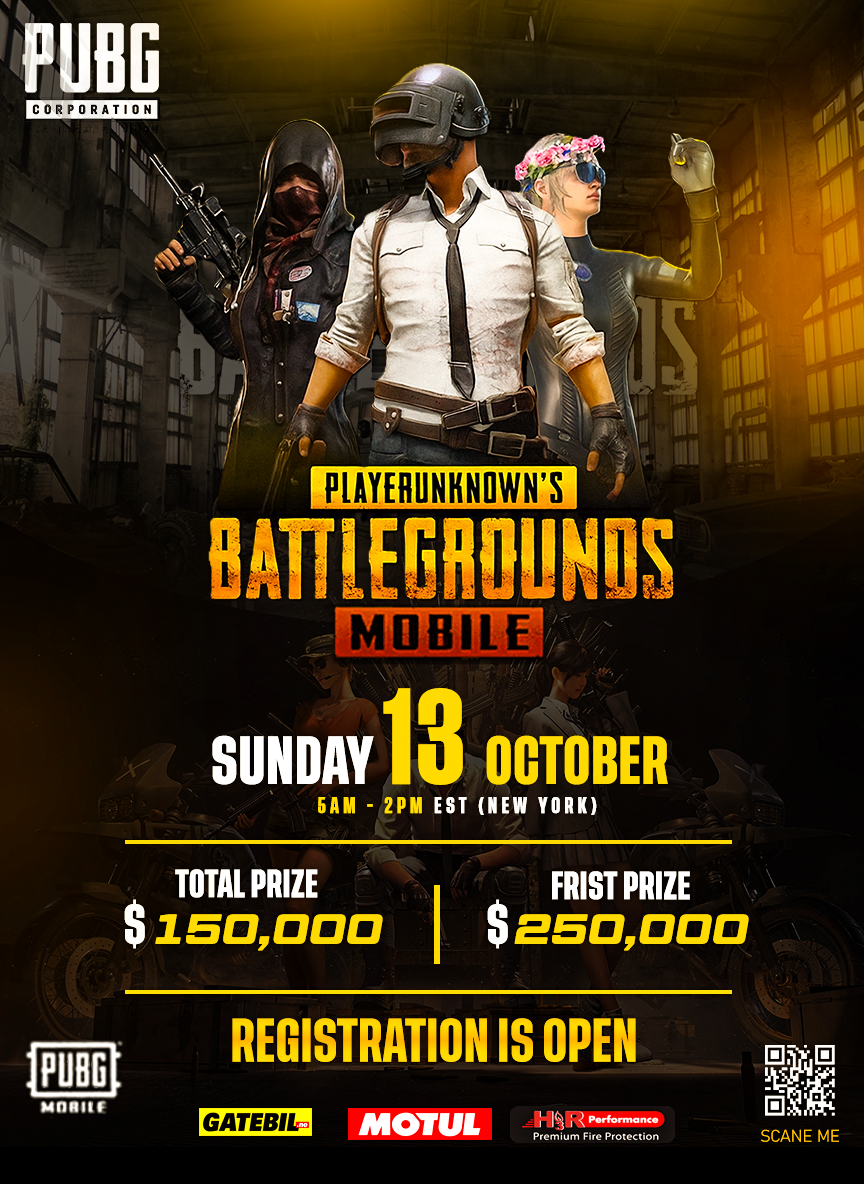 PUBG
CORPORATION
PLAYERUNKNOWN'S
BATTLEGROUNDS
MOBILE
SUNDAY 13 OCTOBER
5AM - 2PM EST (NEW YORK)
TOTAL PRIZE
$ 150,000
FRIST PRIZE
$ 250,000
REGISTRATION IS OPEN
PUBG
MOBILE
GATEBIL.no
MOTUL
H3R Performance
Premium Fire Protection
SCANE ME